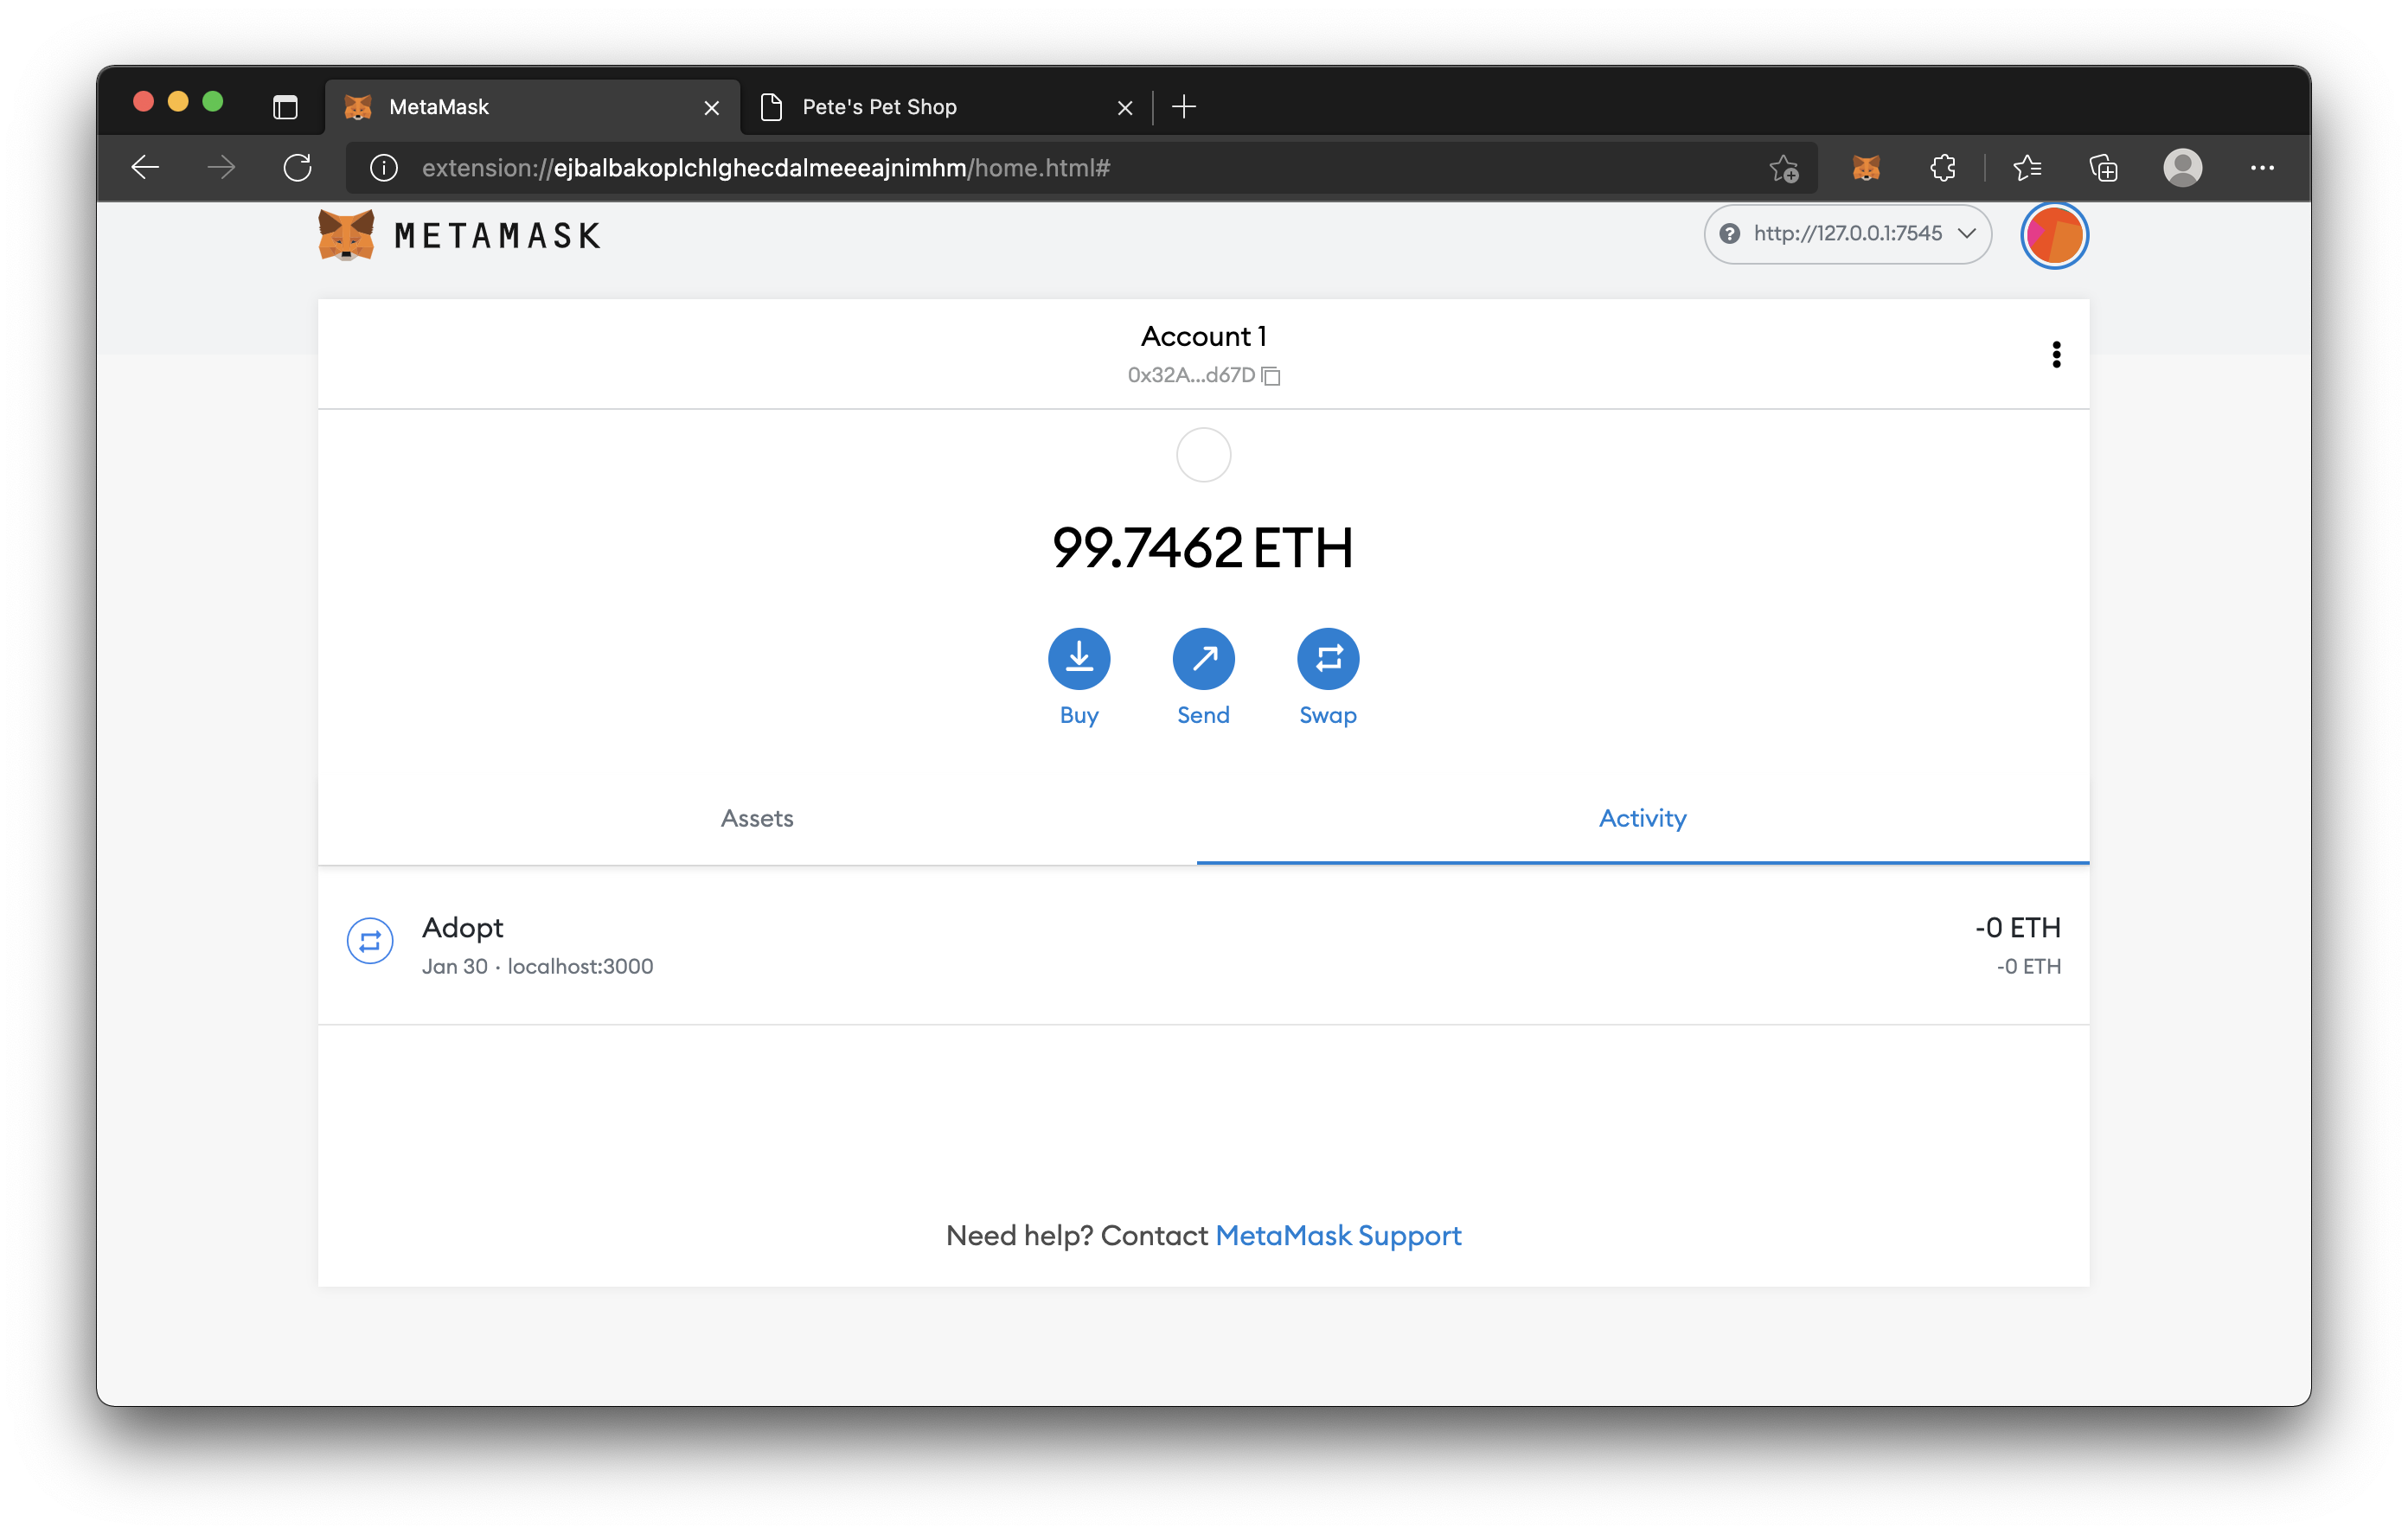 MetaMask
Pete's Pet Shop
extension://ejbalbakoplchlghecdalmeeeajnimhm/home.html#
METAMASK
http://127.0.0.1:7545
Account 1
0x32A...d67D
99.7462 ETH
Buy Send Swap
Assets Activity
Adopt -0 ETH
Jan 30 · localhost:3000 -0 ETH
Need help? Contact MetaMask Support